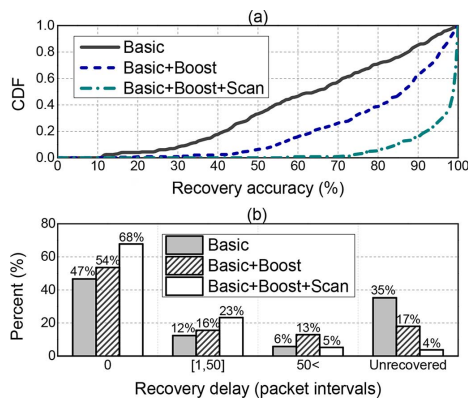 (a)
1.0
0.8
0.6
0.4
0.2
0.0
CDF
Basic
Basic+Boost
Basic+Boost+Scan
0 10 20 30 40 50 60 70 80 90 100
Recovery accuracy (%)
(b)
80
60
40
20
0
Percent (%)
Basic
Basic+Boost
Basic+Boost+Scan
47% 54% 68%
12% 16% 23%
6% 13% 5%
35% 17% 4%
0 [1,50] 50< Unrecovered
Recovery delay (packet intervals)